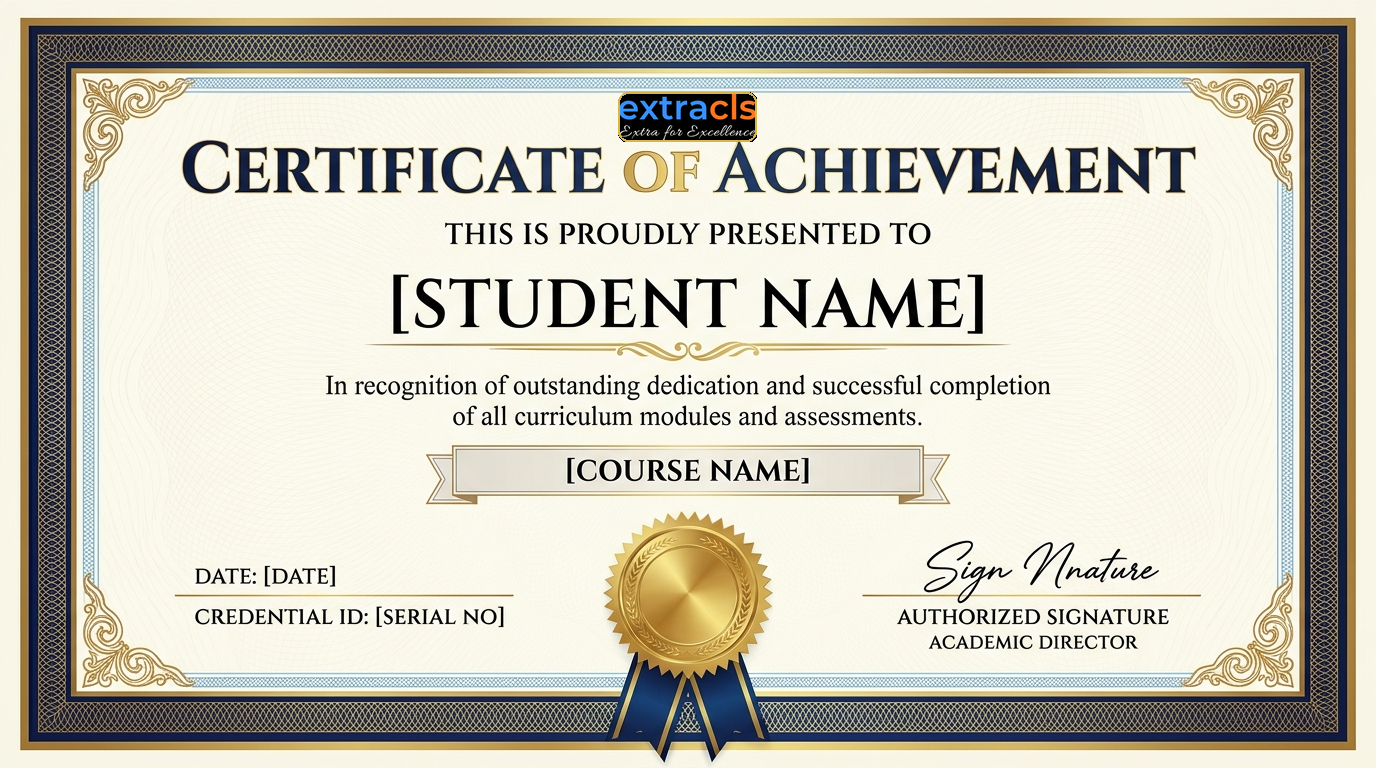 extracls
Extra for Excellence
CERTIFICATE OF ACHIEVEMENT
THIS IS PROUDLY PRESENTED TO
[STUDENT NAME]
In recognition of outstanding dedication and successful completion
of all curriculum modules and assessments.
[COURSE NAME]
DATE: [DATE]
CREDENTIAL ID: [SERIAL NO]
Sign Nnature
AUTHORIZED SIGNATURE
ACADEMIC DIRECTOR